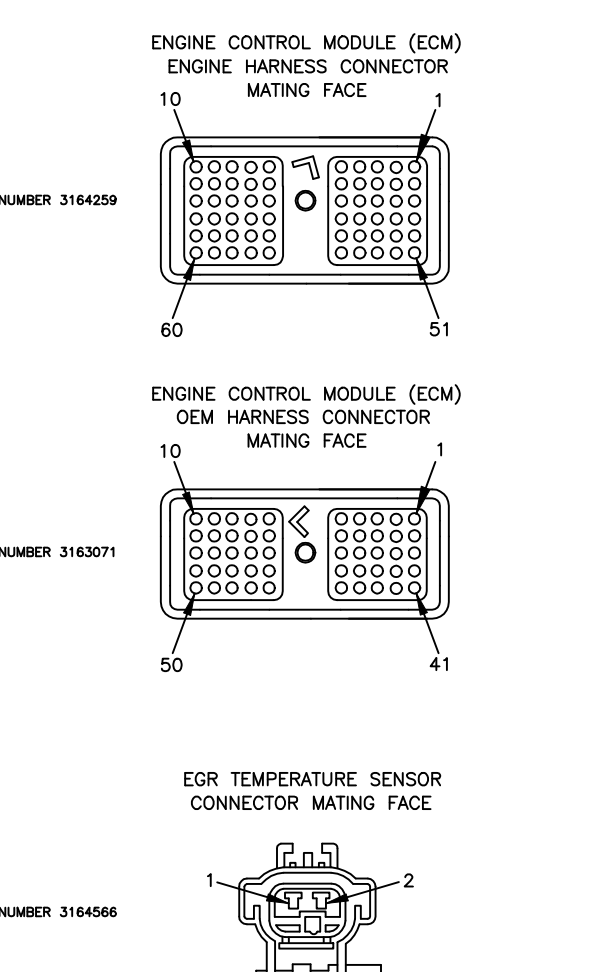 ENGINE CONTROL MODULE (ECM)
ENGINE HARNESS CONNECTOR
MATING FACE
10 1
NUMBER 3164259
60 51
ENGINE CONTROL MODULE (ECM)
OEM HARNESS CONNECTOR
MATING FACE
10 1
NUMBER 3163071
50 41
EGR TEMPERATURE SENSOR
CONNECTOR MATING FACE
1 2
NUMBER 3164566